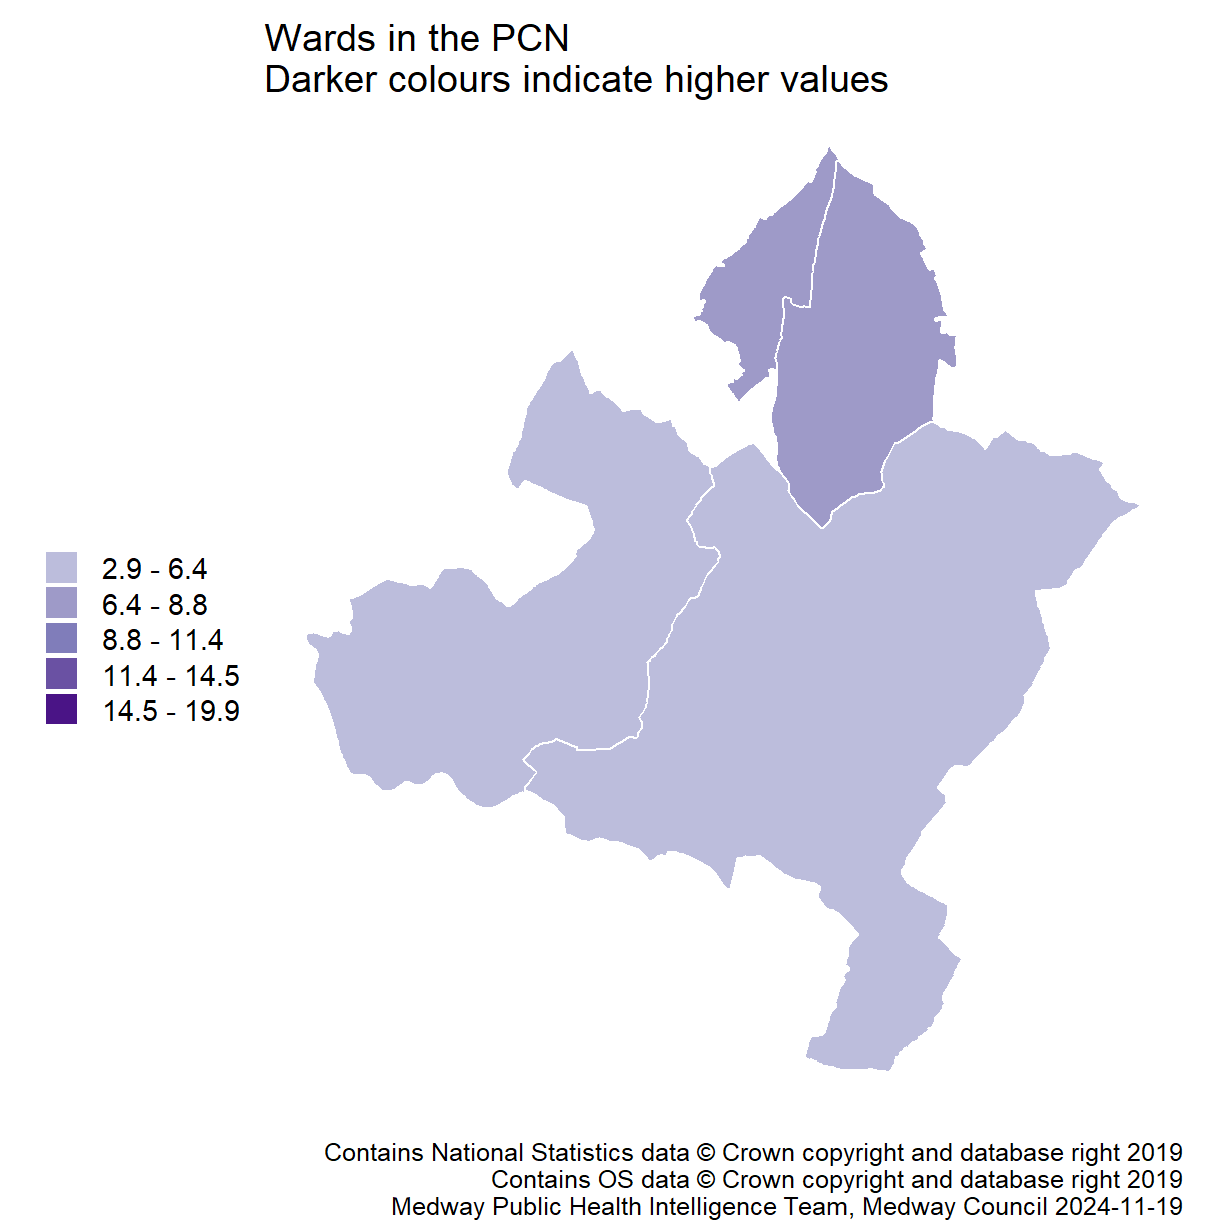 Wards in the PCN
Darker colours indicate higher values
2.9 - 6.4
6.4 - 8.8
8.8 - 11.4
11.4 - 14.5
14.5 - 19.9
Contains National Statistics data © Crown copyright and database right 2019
Contains OS data © Crown copyright and database right 2019
Medway Public Health Intelligence Team, Medway Council 2024-11-19